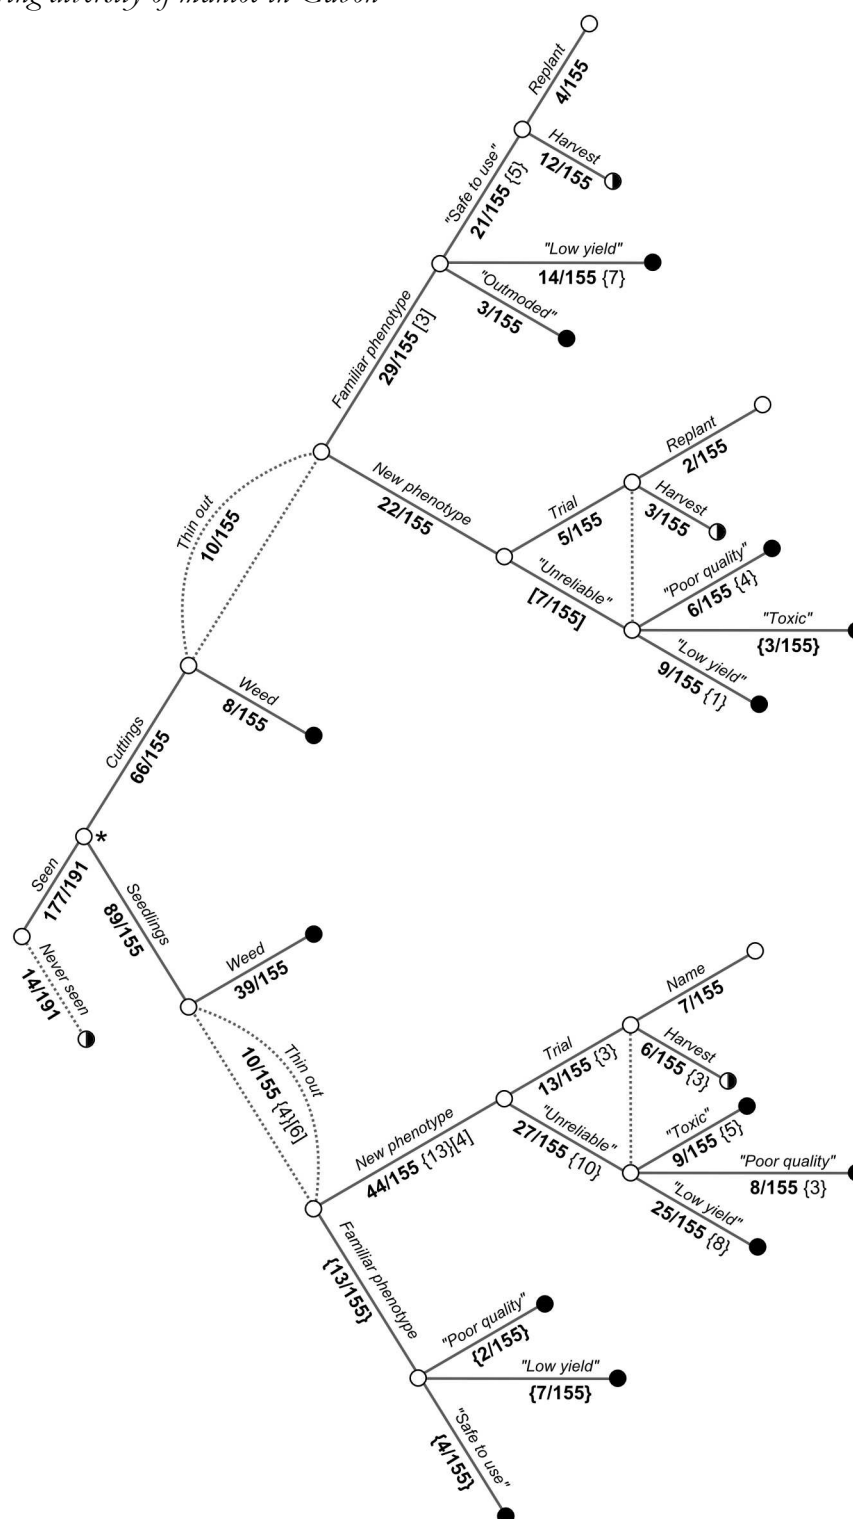 ring diversity of manioc in Gabon
Replant
4/155
Harvest
12/155
"Safe to use"
21/155 {5}
"Low yield"
14/155 {7}
"Outmoded"
3/155
Familiar phenotype
29/155 [3]
Replant
2/155
Harvest
3/155
Trial
5/155
New phenotype
22/155
Thin out
10/155
"Unreliable"
[7/155]
"Poor quality"
6/155 {4}
"Toxic"
{3/155}
"Low yield"
9/155 {1}
Weed
8/155
Cuttings
66/155
*
Seen
177/191
Seedlings
89/155
Never seen
14/191
Weed
39/155
Thin out
10/155 {4}[6]
Name
7/155
Harvest
6/155 {3}
Trial
13/155 {3}
New phenotype
44/155 {13}[4]
"Unreliable"
27/155 {10}
"Toxic"
9/155 {5}
"Poor quality"
8/155 {3}
"Low yield"
25/155 {8}
Familiar phenotype
{13/155}
"Poor quality"
{2/155}
"Low yield"
{7/155}
"Safe to use"
{4/155}